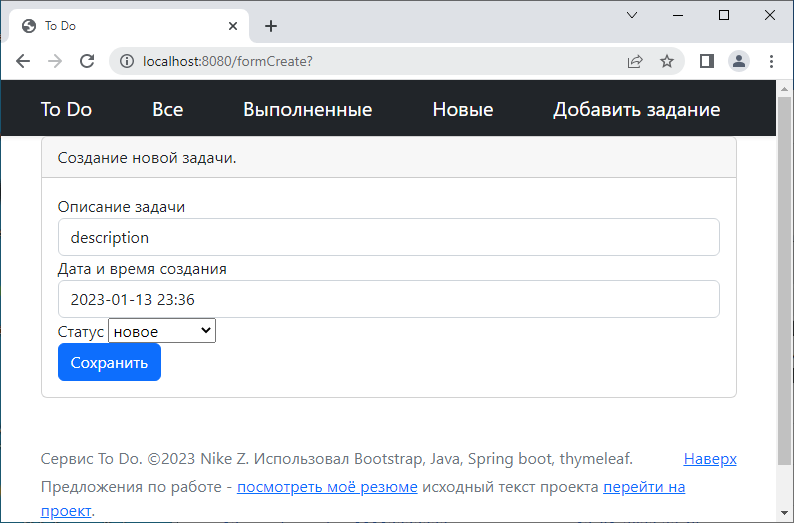 To Do
localhost:8080/formCreate?
To Do Все Выполненные Новые Добавить задание
Создание новой задачи.
Описание задачи
description
Дата и время создания
2023-01-13 23:36
Статус новое
Сохранить
Сервис To Do. ©2023 Nike Z. Использовал Bootstrap, Java, Spring boot, thymeleaf. Наверх
Предложения по работе - посмотреть моё резюме исходный текст проекта перейти на
проект.